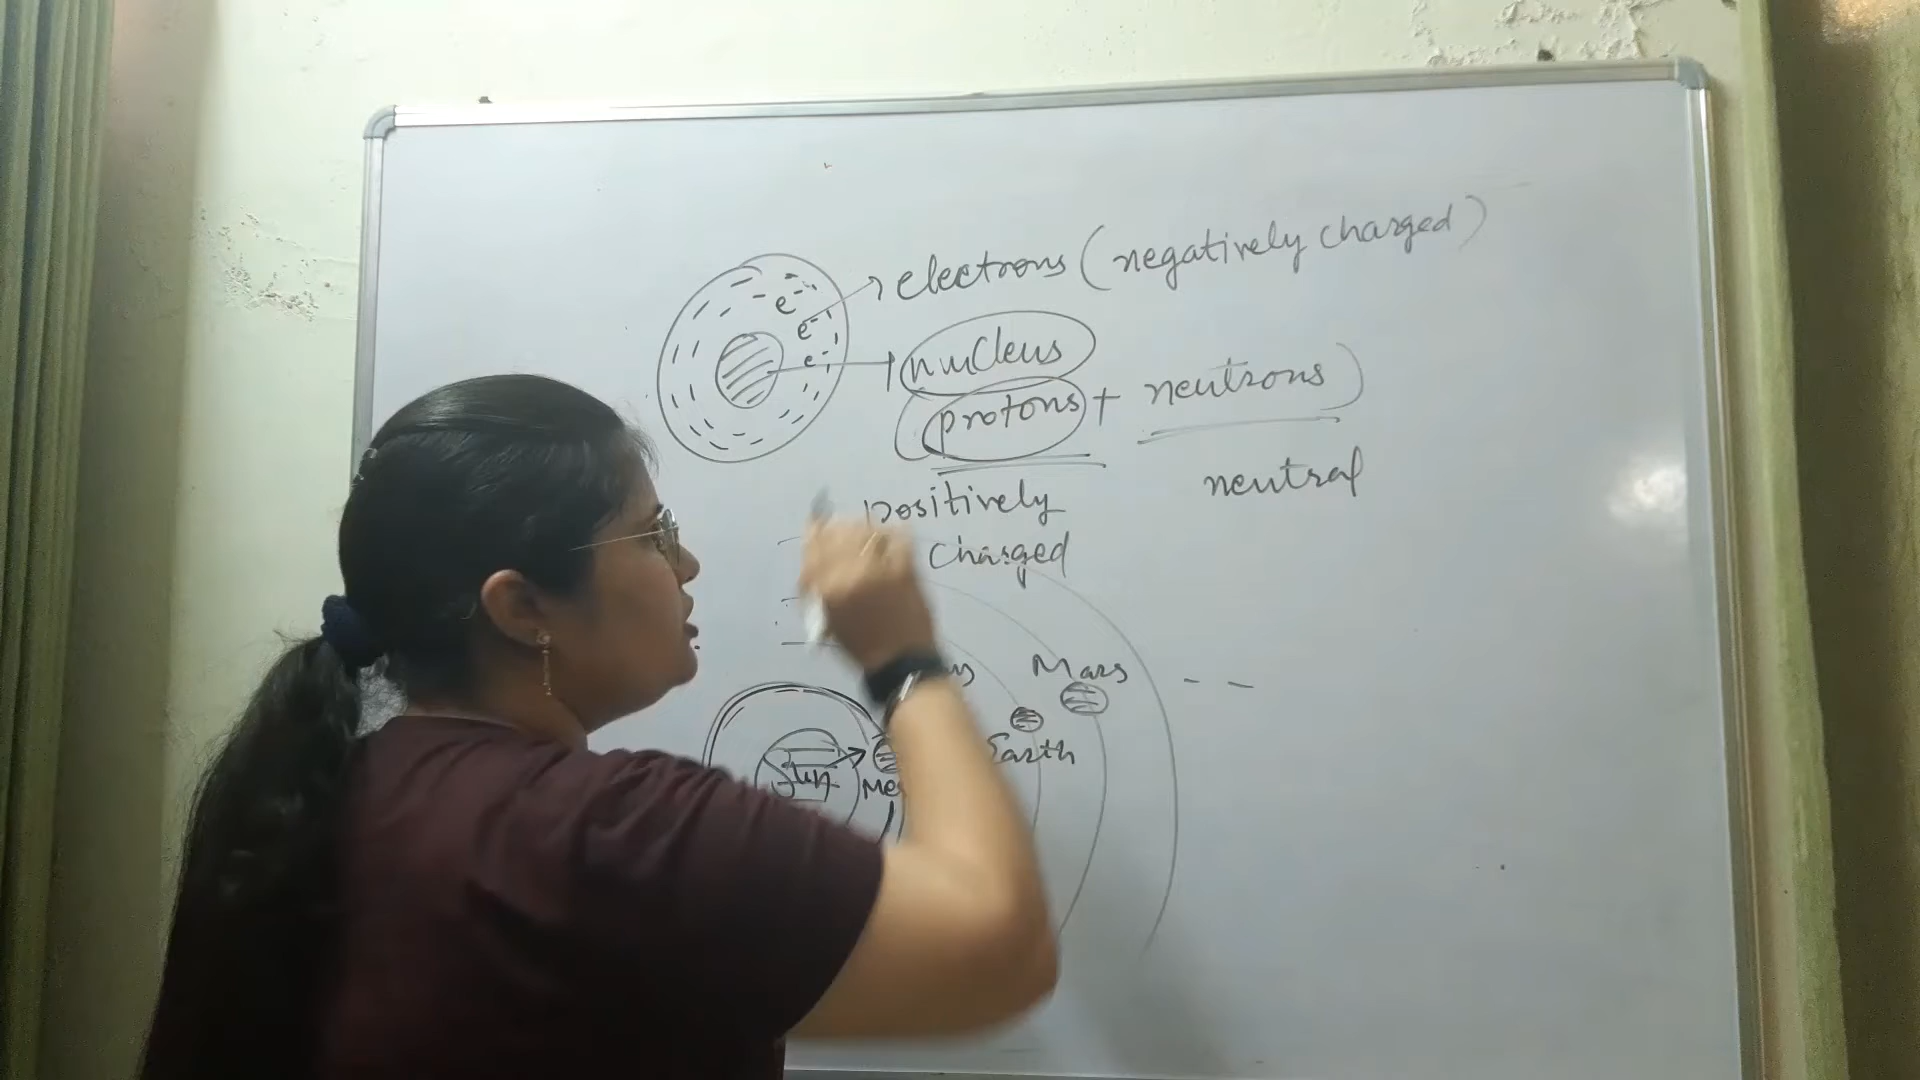 electrons (negatively charged)
e⁻
e⁻
e⁻
nucleus
(protons + neutrons)
positively
charged
neutral
Mars - -
Earth
Sun